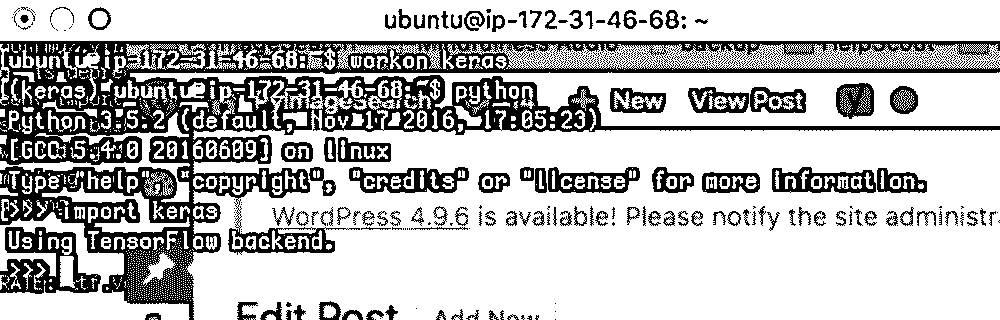 ubuntu@ip-172-31-46-68: ~
[ubuntu@ip-172-31-46-68:~$ workon keras
[(keras) ubuntu@ip-172-31-46-68:~$ python
PyImageSearch
New View Post
Python 3.5.2 (default, Nov 17 2016, 17:05:23)
[GCC 5.4.0 20160609] on linux
Type "help", "copyright", "credits" or "license" for more information.
[>>> import keras
WordPress 4.9.6 is available! Please notify the site administr
Using TensorFlow backend.
>>>
Edit Post Add New